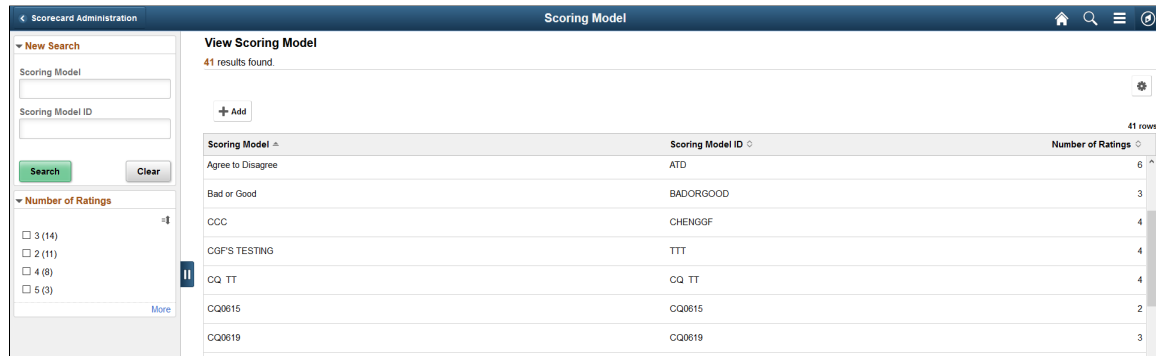 Scorecard Administration
Scoring Model
New Search
Scoring Model
Scoring Model ID
Search Clear
Number of Ratings
3 (14)
2 (11)
4 (8)
5 (3)
More
View Scoring Model
41 results found.
Add
41 rows
Scoring Model Scoring Model ID Number of Ratings
Agree to Disagree ATD 6
Bad or Good BADORGOOD 3
CCC CHENGGF 4
CGF'S TESTING TTT 4
CQ TT CQ TT 4
CQ0615 CQ0615 2
CQ0619 CQ0619 3